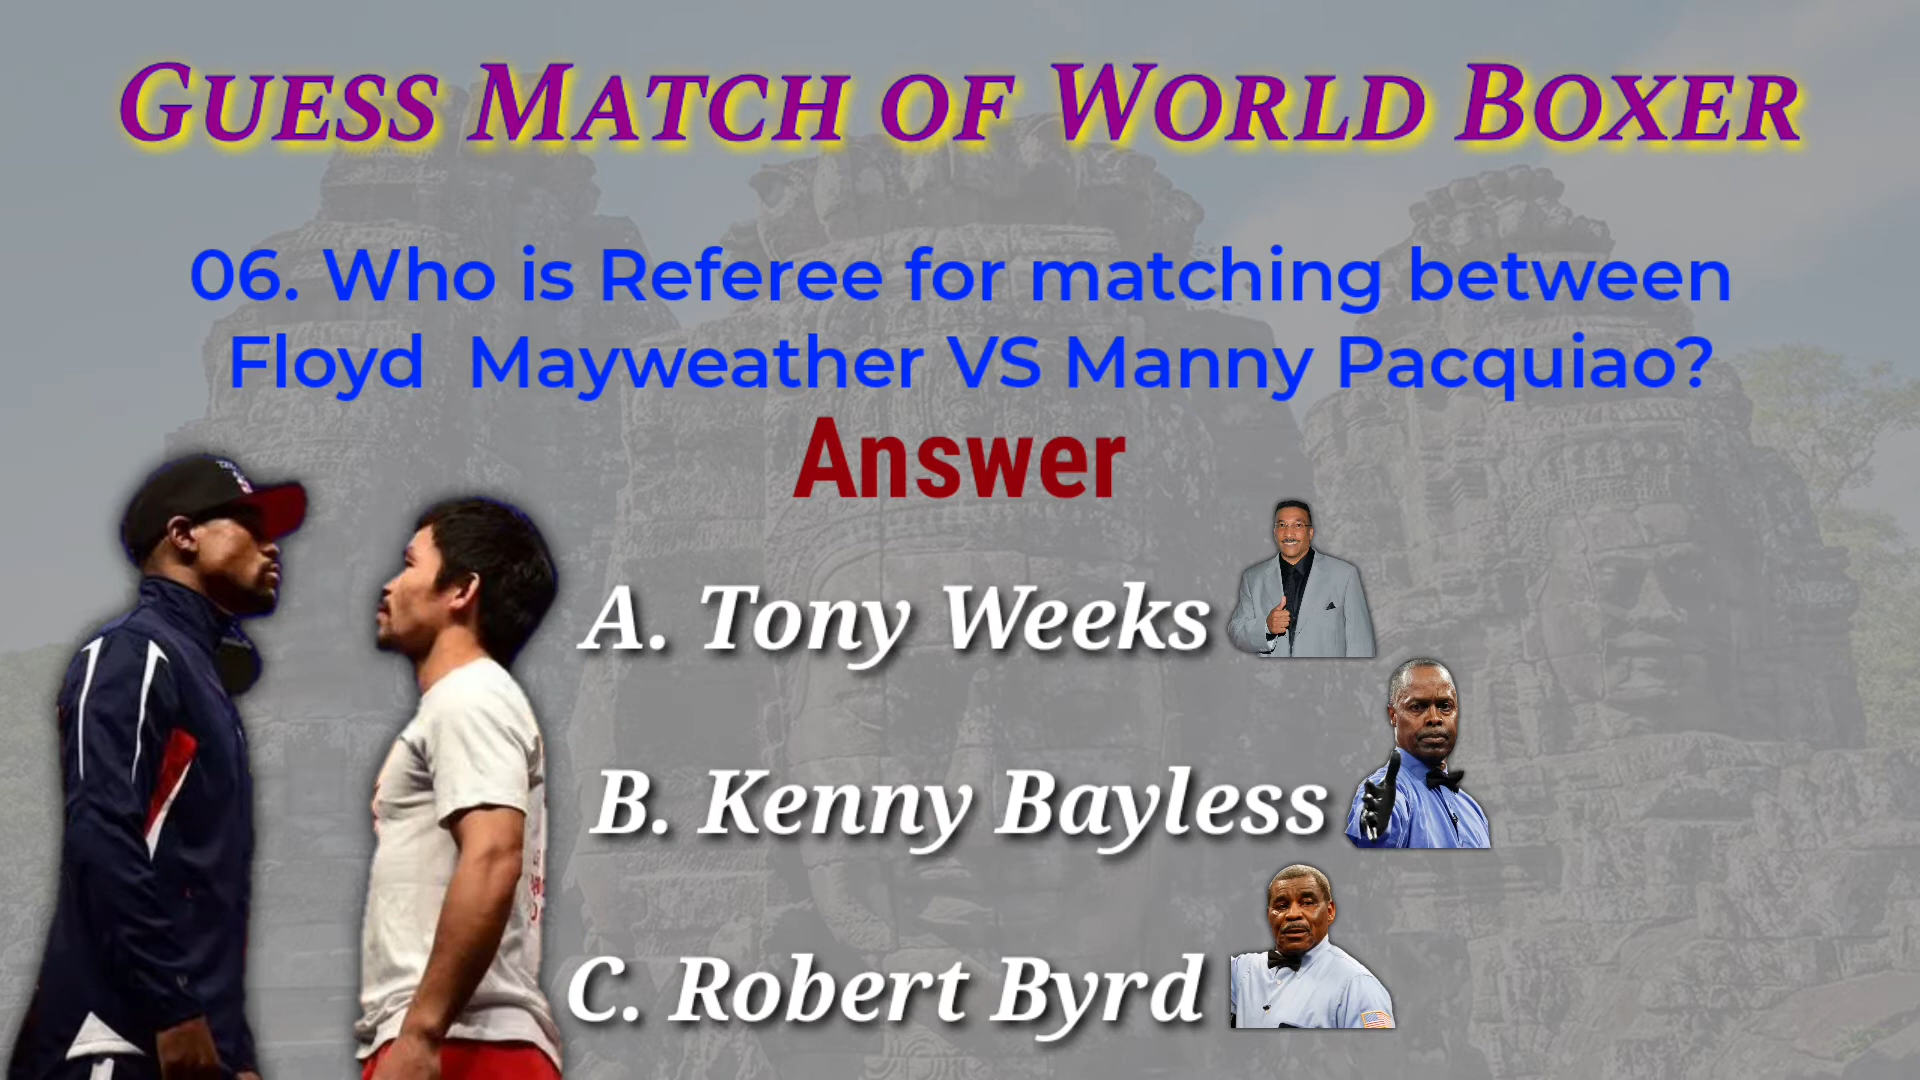 GUESS MATCH OF WORLD BOXER
06. Who is Referee for matching between
Floyd Mayweather VS Manny Pacquiao?
Answer
A. Tony Weeks
B. Kenny Bayless
C. Robert Byrd